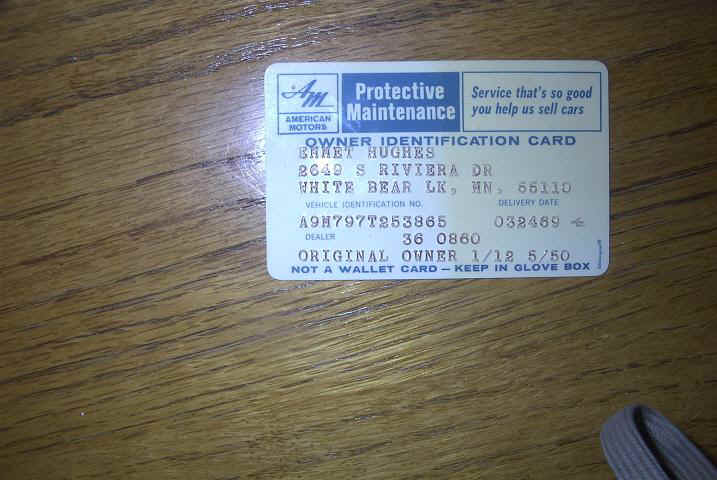 AM
AMERICAN
MOTORS
Protective
Maintenance
Service that's so good
you help us sell cars
OWNER IDENTIFICATION CARD
EMMET HUGHES
2649 S RIVIERA DR
WHITE BEAR LK, MN, 55110
VEHICLE IDENTIFICATION NO. DELIVERY DATE
A9M797T253865 032469
DEALER 36 0860
ORIGINAL OWNER 1/12 5/50
NOT A WALLET CARD – KEEP IN GLOVE BOX